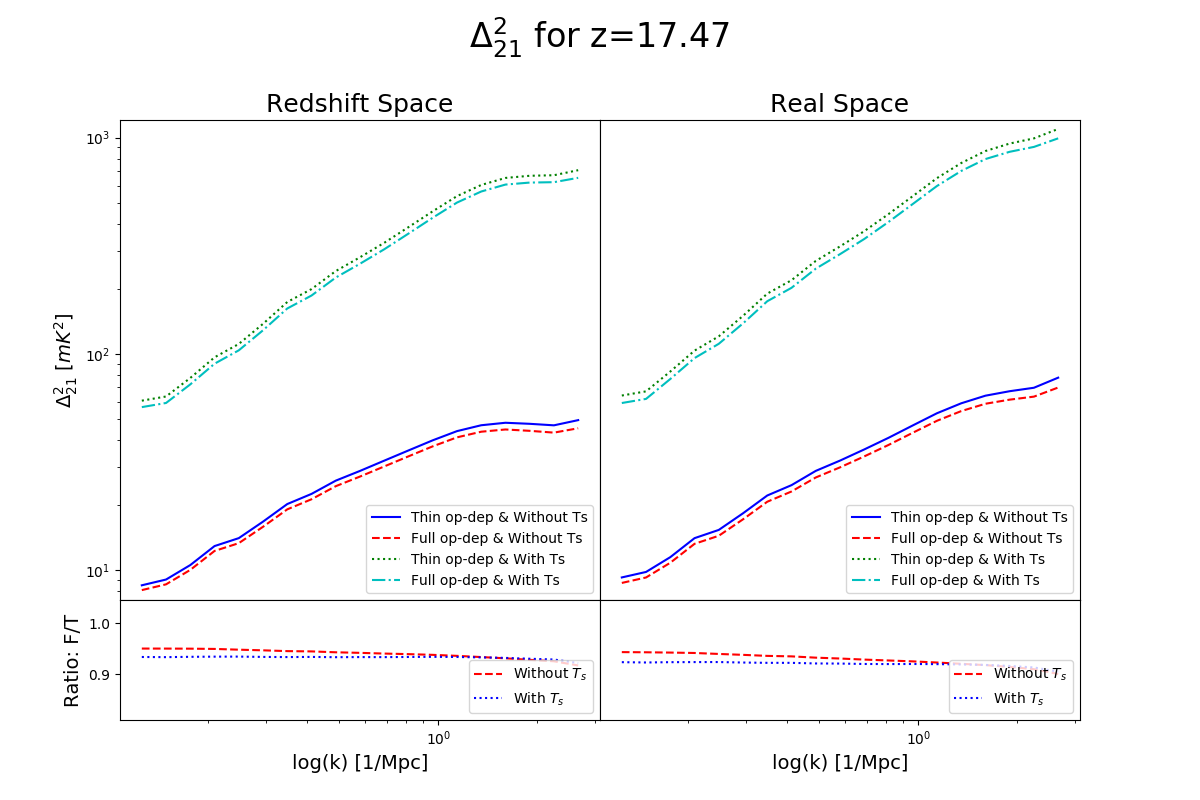 Δ²₂₁ for z=17.47
Redshift Space
Real Space
10³
10²
10¹
Δ²₂₁ [mK²]
Thin op-dep & Without Ts
Full op-dep & Without Ts
Thin op-dep & With Ts
Full op-dep & With Ts
Thin op-dep & Without Ts
Full op-dep & Without Ts
Thin op-dep & With Ts
Full op-dep & With Ts
1.0
0.9
Ratio: F/T
Without Tₛ
With Tₛ
Without Tₛ
With Tₛ
10⁰
10⁰
log(k) [1/Mpc]
log(k) [1/Mpc]